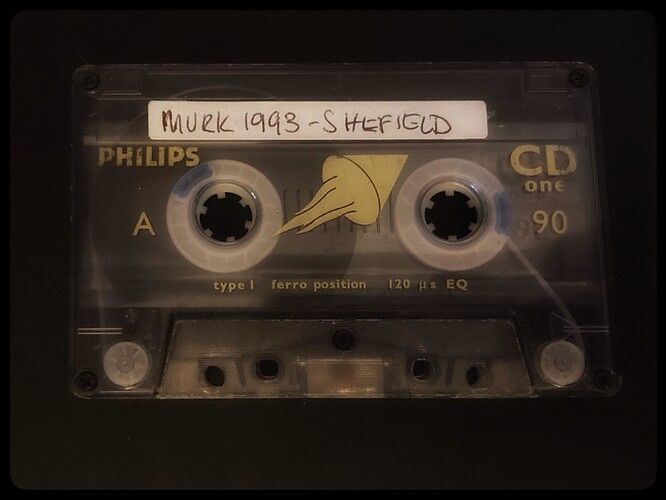 MURK 1993 - SHEFIELD
PHILIPS
CD
one
A
90
type I ferro position 120 µs EQ